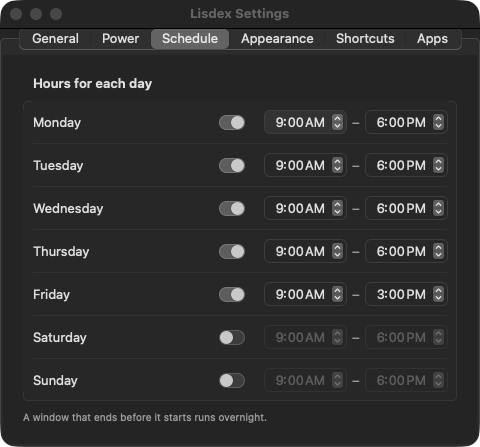 Lisdex Settings
General Power Schedule Appearance Shortcuts Apps
Hours for each day
Monday 9:00 AM – 6:00 PM
Tuesday 9:00 AM – 6:00 PM
Wednesday 9:00 AM – 6:00 PM
Thursday 9:00 AM – 6:00 PM
Friday 9:00 AM – 3:00 PM
Saturday 9:00 AM – 6:00 PM
Sunday 9:00 AM – 6:00 PM
A window that ends before it starts runs overnight.